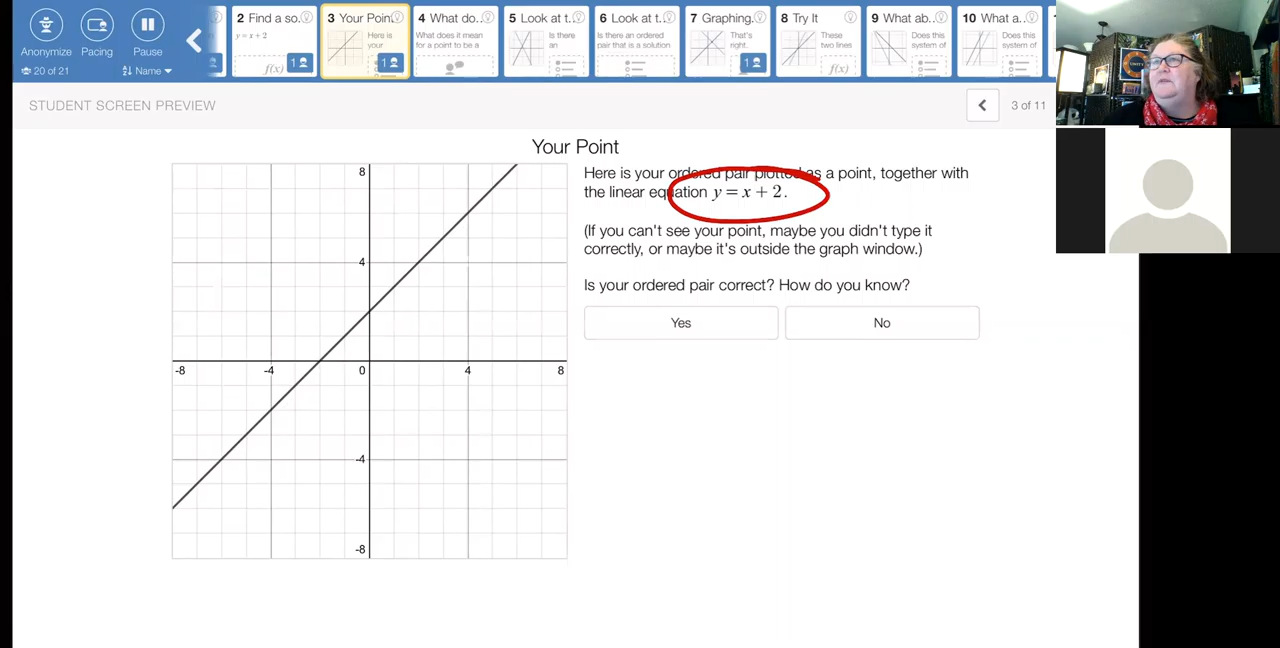 Anonymize
Pacing
Pause
20 of 21
Name
2 Find a so.
y = x + 2
f(x)
1
3 Your Poin.
Here is
your
1
4 What do..
What does it mean
for a point to be a
5 Look at t..
Is there
an
6 Look at t..
Is there an ordered
pair that is a solution
7 Graphing.
That's
right.
1
8 Try It
These
two lines
f(x)
9 What ab..
Does this
system of
10 What a..
Does this
system of
STUDENT SCREEN PREVIEW
3 of 11
Your Point
Here is your ordered pair plotted as a point, together with
the linear equation y = x + 2.
(If you can't see your point, maybe you didn't type it
correctly, or maybe it's outside the graph window.)
Is your ordered pair correct? How do you know?
Yes
No
8
4
-8
-4
0
4
8
-4
-8
UNITY